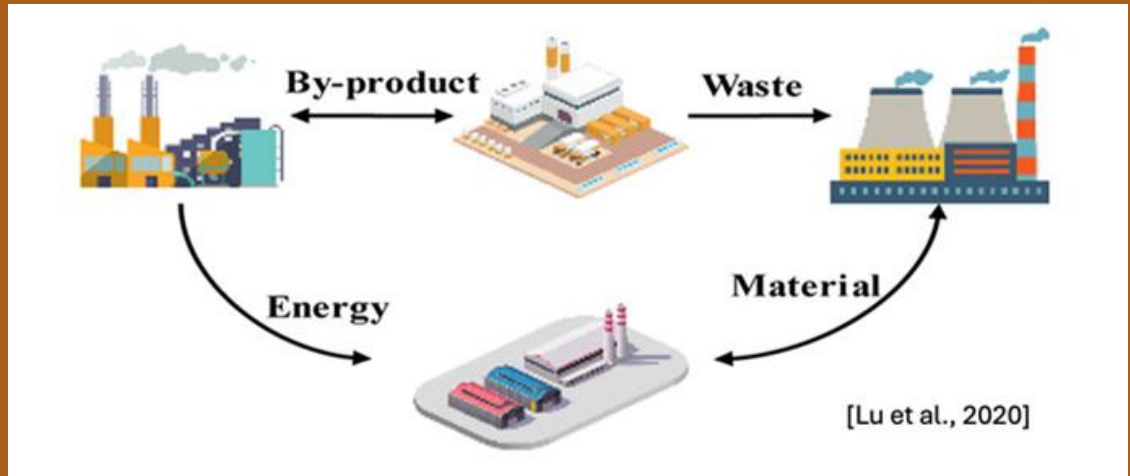 By-product
Waste
Energy
Material
[Lu et al., 2020]